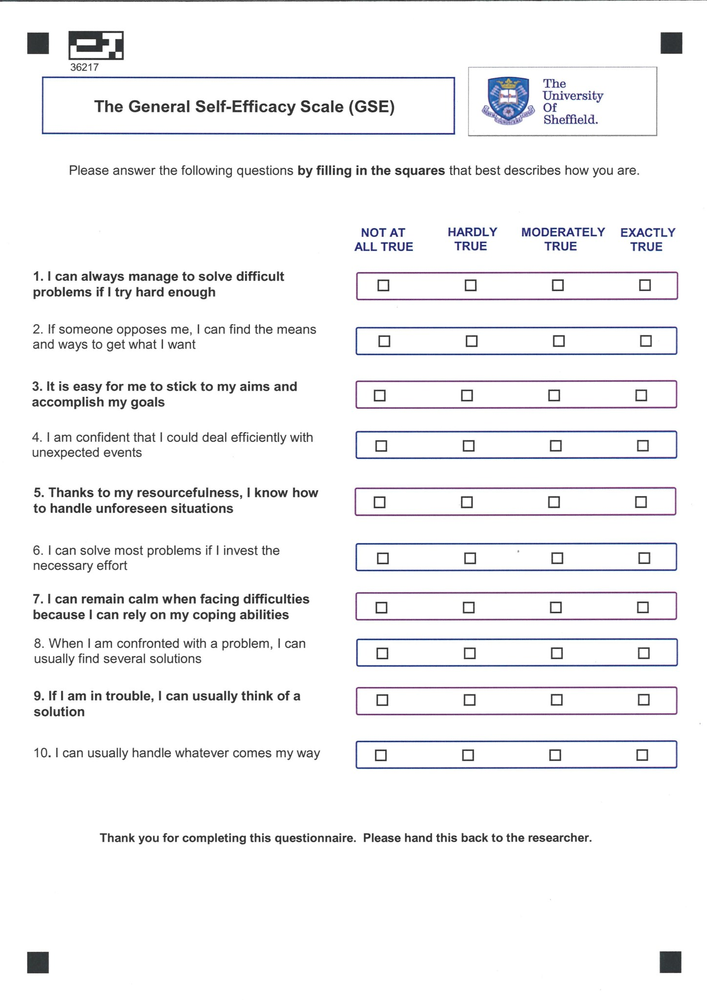 36217
The General Self-Efficacy Scale (GSE)
The
University
Of
Sheffield.
Please answer the following questions by filling in the squares that best describes how you are.
NOT AT ALL TRUE HARDLY TRUE MODERATELY TRUE EXACTLY TRUE
1. I can always manage to solve difficult
problems if I try hard enough
2. If someone opposes me, I can find the means
and ways to get what I want
3. It is easy for me to stick to my aims and
accomplish my goals
4. I am confident that I could deal efficiently with
unexpected events
5. Thanks to my resourcefulness, I know how
to handle unforeseen situations
6. I can solve most problems if I invest the
necessary effort
7. I can remain calm when facing difficulties
because I can rely on my coping abilities
8. When I am confronted with a problem, I can
usually find several solutions
9. If I am in trouble, I can usually think of a
solution
10. I can usually handle whatever comes my way
Thank you for completing this questionnaire.  Please hand this back to the researcher.